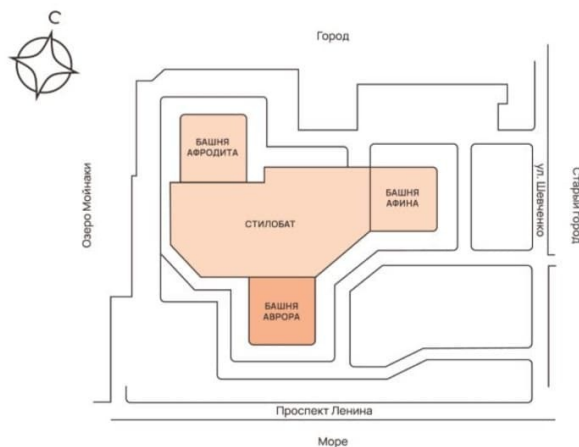 С
Город
БАШНЯ
АФРОДИТА
БАШНЯ
АФИНА
Озеро Мойнаки
СТИЛОБАТ
ул. Шевченко
Старый город
БАШНЯ
АВРОРА
Проспект Ленина
Море